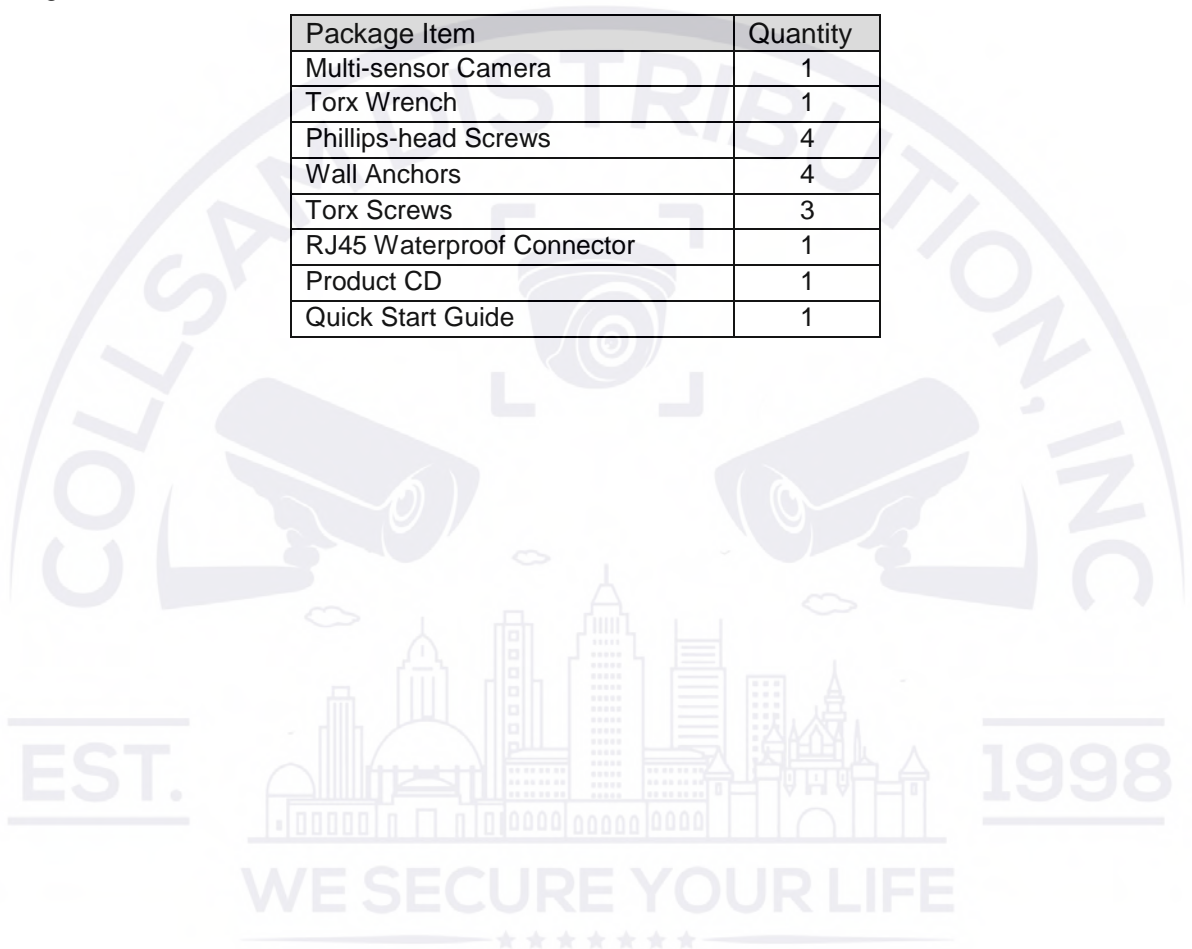 Package Item Quantity
Multi-sensor Camera 1
Torx Wrench 1
Phillips-head Screws 4
Wall Anchors 4
Torx Screws 3
RJ45 Waterproof Connector 1
Product CD 1
Quick Start Guide 1
COLLSAM DISTRIBUTION, INC
EST. 1998
WE SECURE YOUR LIFE